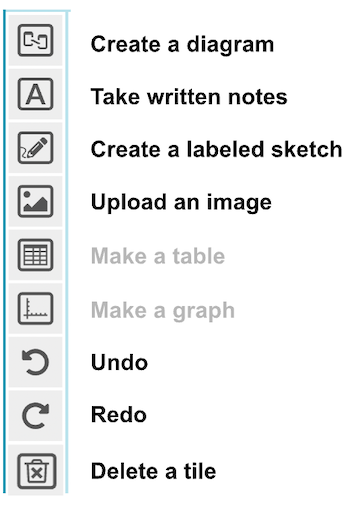 Create a diagram
A Take written notes
Create a labeled sketch
Upload an image
Make a table
Make a graph
Undo
Redo
Delete a tile